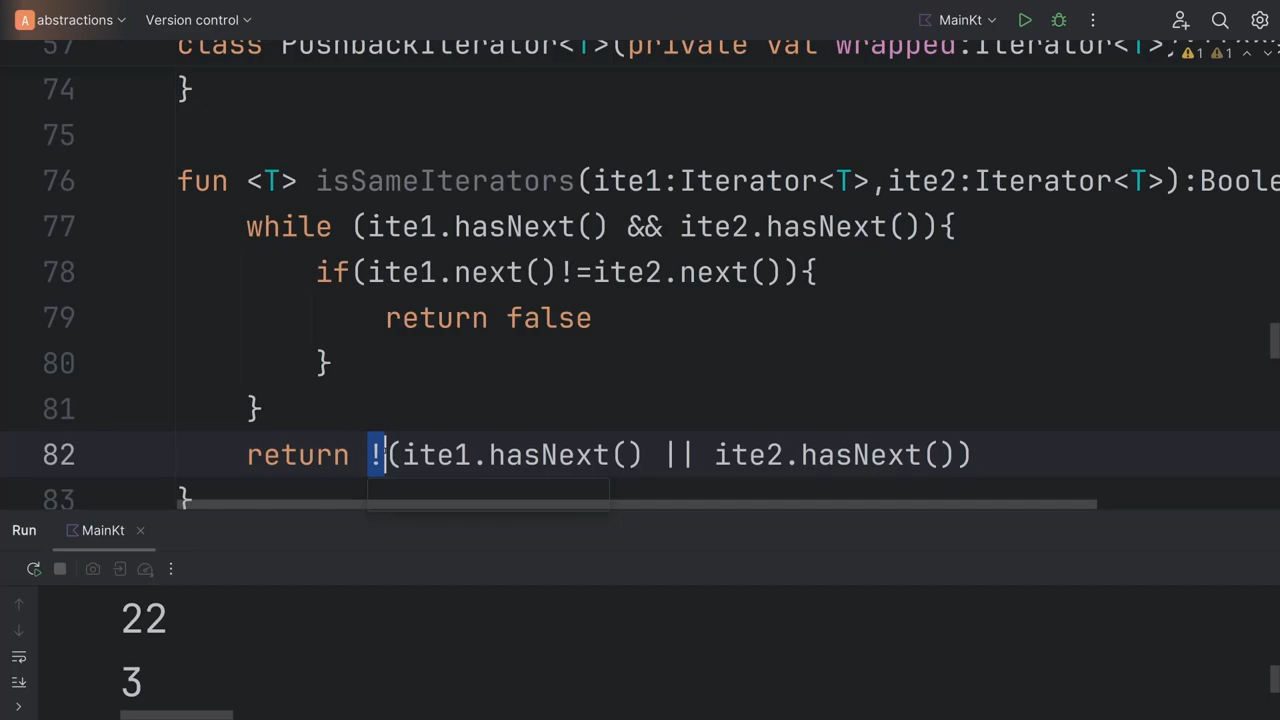 A abstractions Version control MainKt
57 class PushbackIterator<T>(private val wrapped:Iterator<T>,
1 1
74 }
75
76 fun <T> isSameIterators(ite1:Iterator<T>,ite2:Iterator<T>):Boole
77 while (ite1.hasNext() && ite2.hasNext()){
78 if(ite1.next()!=ite2.next()){
79 return false
80 }
81 }
82 return !(ite1.hasNext() || ite2.hasNext())
83 }
Run MainKt
22
3